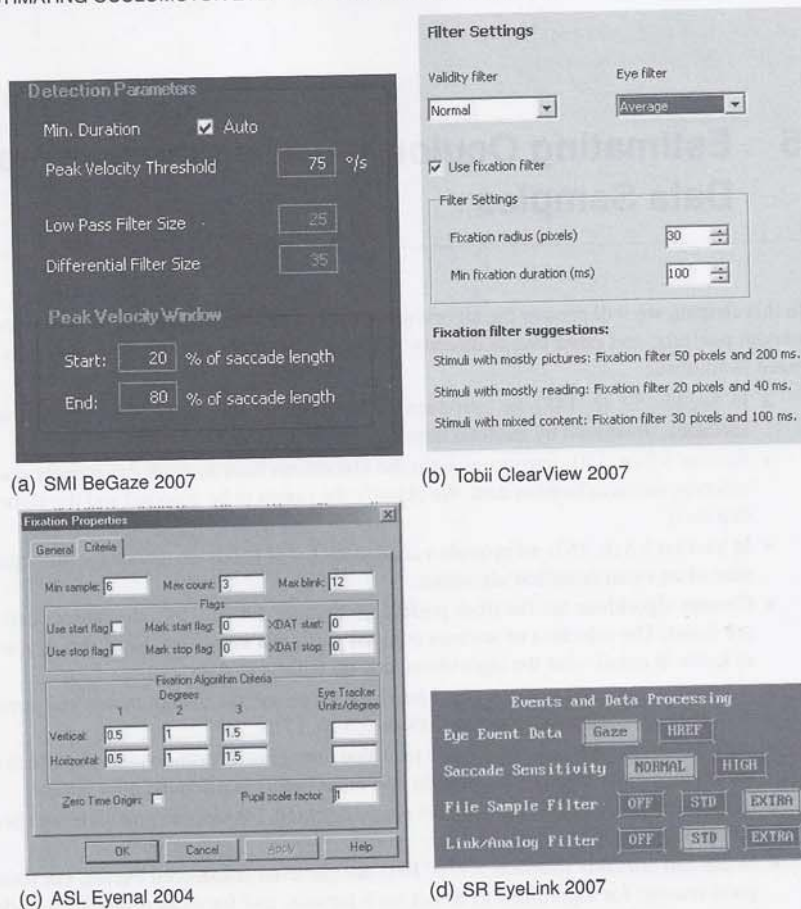 Detection Parameters
Min. Duration Auto
Peak Velocity Threshold 75 °/s
Low Pass Filter Size 25
Differential Filter Size 35
Peak Velocity Window
Start: 20 % of saccade length
End: 80 % of saccade length
(a) SMI BeGaze 2007
Filter Settings
Validity filter Eye filter
Normal Average
Use fixation filter
Filter Settings
Fixation radius (pixels) 30
Min fixation duration (ms) 100
Fixation filter suggestions:
Stimuli with mostly pictures: Fixation filter 50 pixels and 200 ms.
Stimuli with mostly reading: Fixation filter 20 pixels and 40 ms.
Stimuli with mixed content: Fixation filter 30 pixels and 100 ms.
(b) Tobii ClearView 2007
Fixation Properties
General Criteria
Min sample: 6 Max count: 3 Max blink: 12
Flags
Use start flag Mark start flag: 0 XDAT start: 0
Use stop flag Mark stop flag: 0 XDAT stop: 0
Fixation Algorithm Criteria
Degrees Eye Tracker
1 2 3 Units/degree
Vertical: 0.5 1 1.5
Horizontal: 0.5 1 1.5
Zero Time Origin: Pupil scale factor: 1
OK Cancel Apply Help
(c) ASL Eyenal 2004
Events and Data Processing
Eye Event Data Gaze HREF
Saccade Sensitivity NORMAL HIGH
File Sample Filter OFF STD EXTRA
Link/Analog Filter OFF STD EXTRA
(d) SR EyeLink 2007